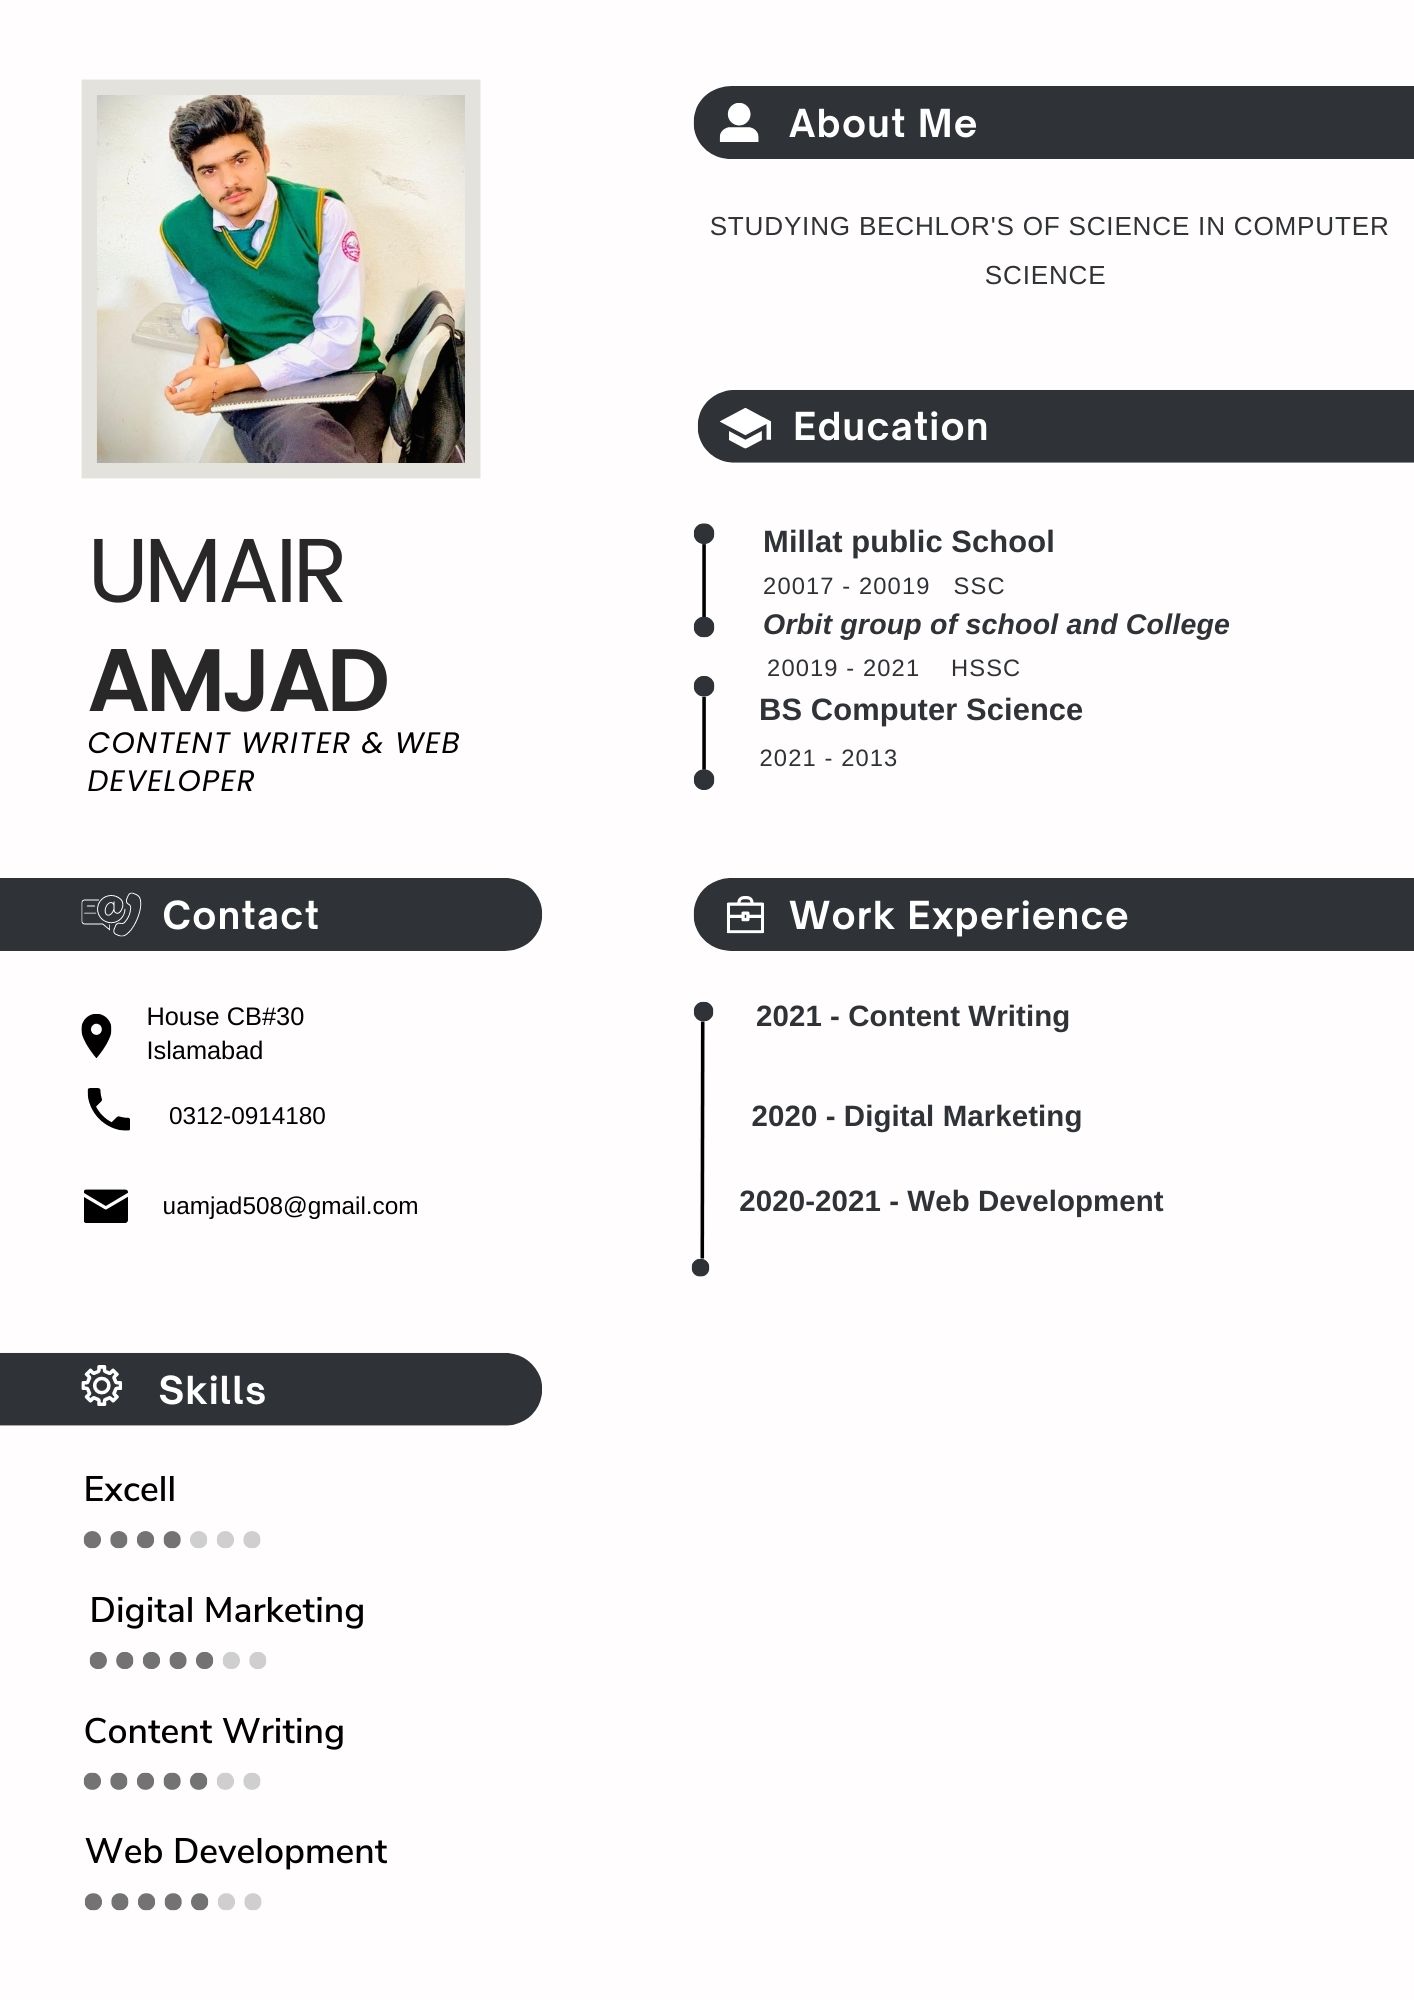 UMAIR
AMJAD
CONTENT WRITER & WEB
DEVELOPER
Contact
House CB#30
Islamabad
0312-0914180
uamjad508@gmail.com
Skills
Excell
Digital Marketing
Content Writing
Web Development
About Me
STUDYING BECHLOR'S OF SCIENCE IN COMPUTER
SCIENCE
Education
Millat public School
20017 - 20019 SSC
Orbit group of school and College
20019 - 2021 HSSC
BS Computer Science
2021 - 2013
Work Experience
2021 - Content Writing
2020 - Digital Marketing
2020-2021 - Web Development